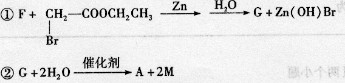 ① F + CH₂—COOCH₂CH₃ —Zn→ —H₂O→ G + Zn(OH)Br
Br
② G + 2H₂O —催化剂→ A + 2M